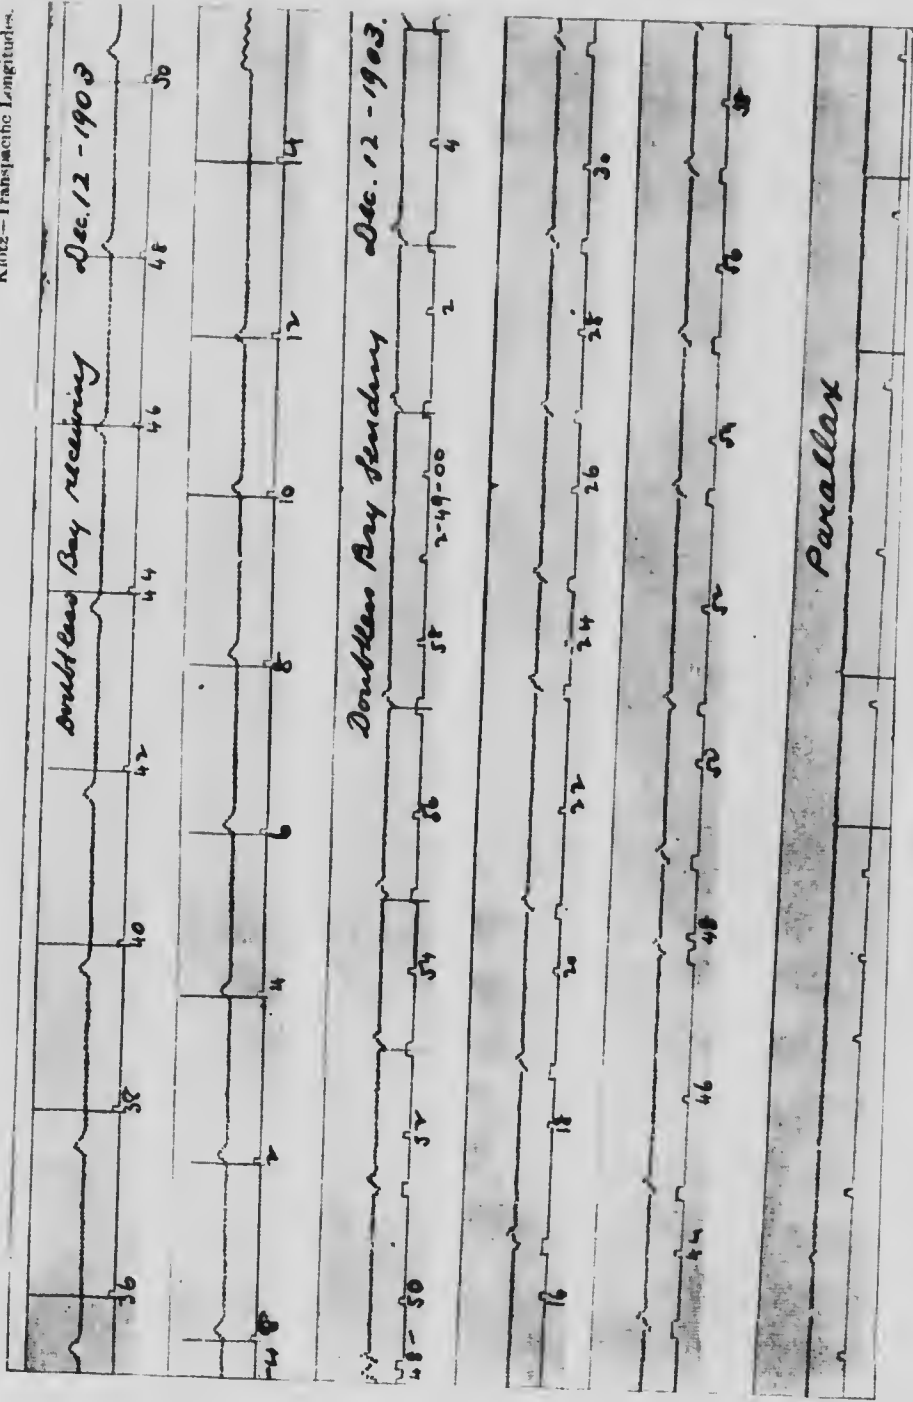 Klotz—Transpacific Longitudes.
Doubtless Bay receiving Dec. 12 - 1903
36 38 40 42 44 46 48 50
2 4 6 8 10 12 14
Doubtless Bay Sending Dec. 12 - 1903.
48- 50 52 54 56 58 2-49-00 2 4
16 18 20 22 24 26 28 30
44 46 48 50 52 54 56 58
Parallax